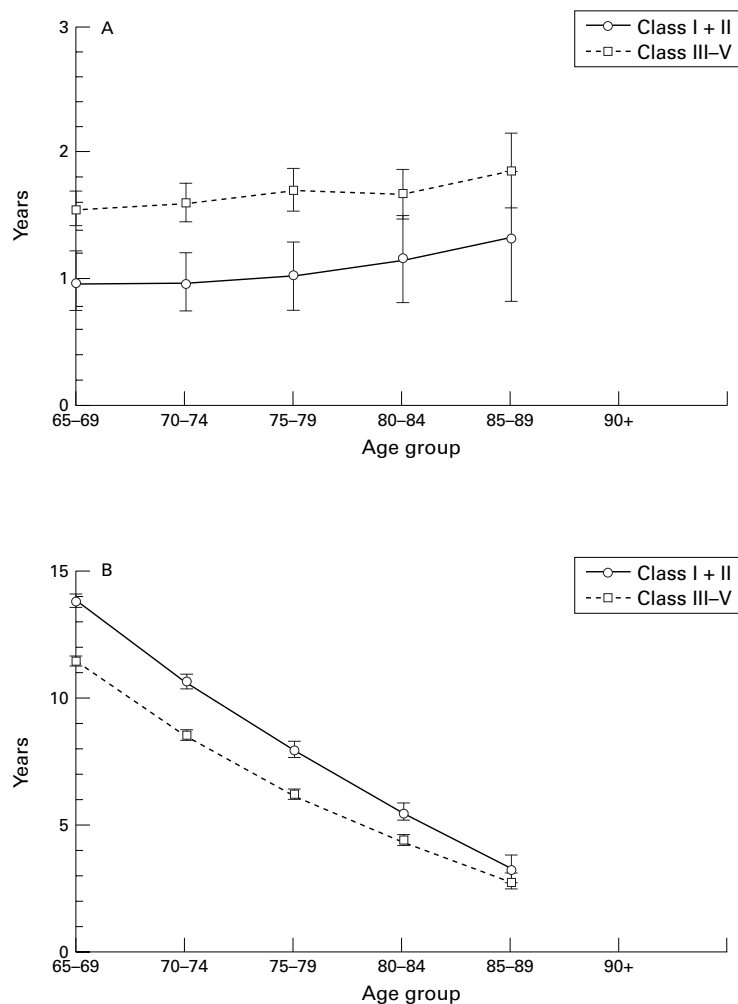 A
3
2
1
0
Years
65–69 70–74 75–79 80–84 85–89 90+
Age group
Class I + II
Class III–V
B
15
10
5
0
Years
65–69 70–74 75–79 80–84 85–89 90+
Age group
Class I + II
Class III–V